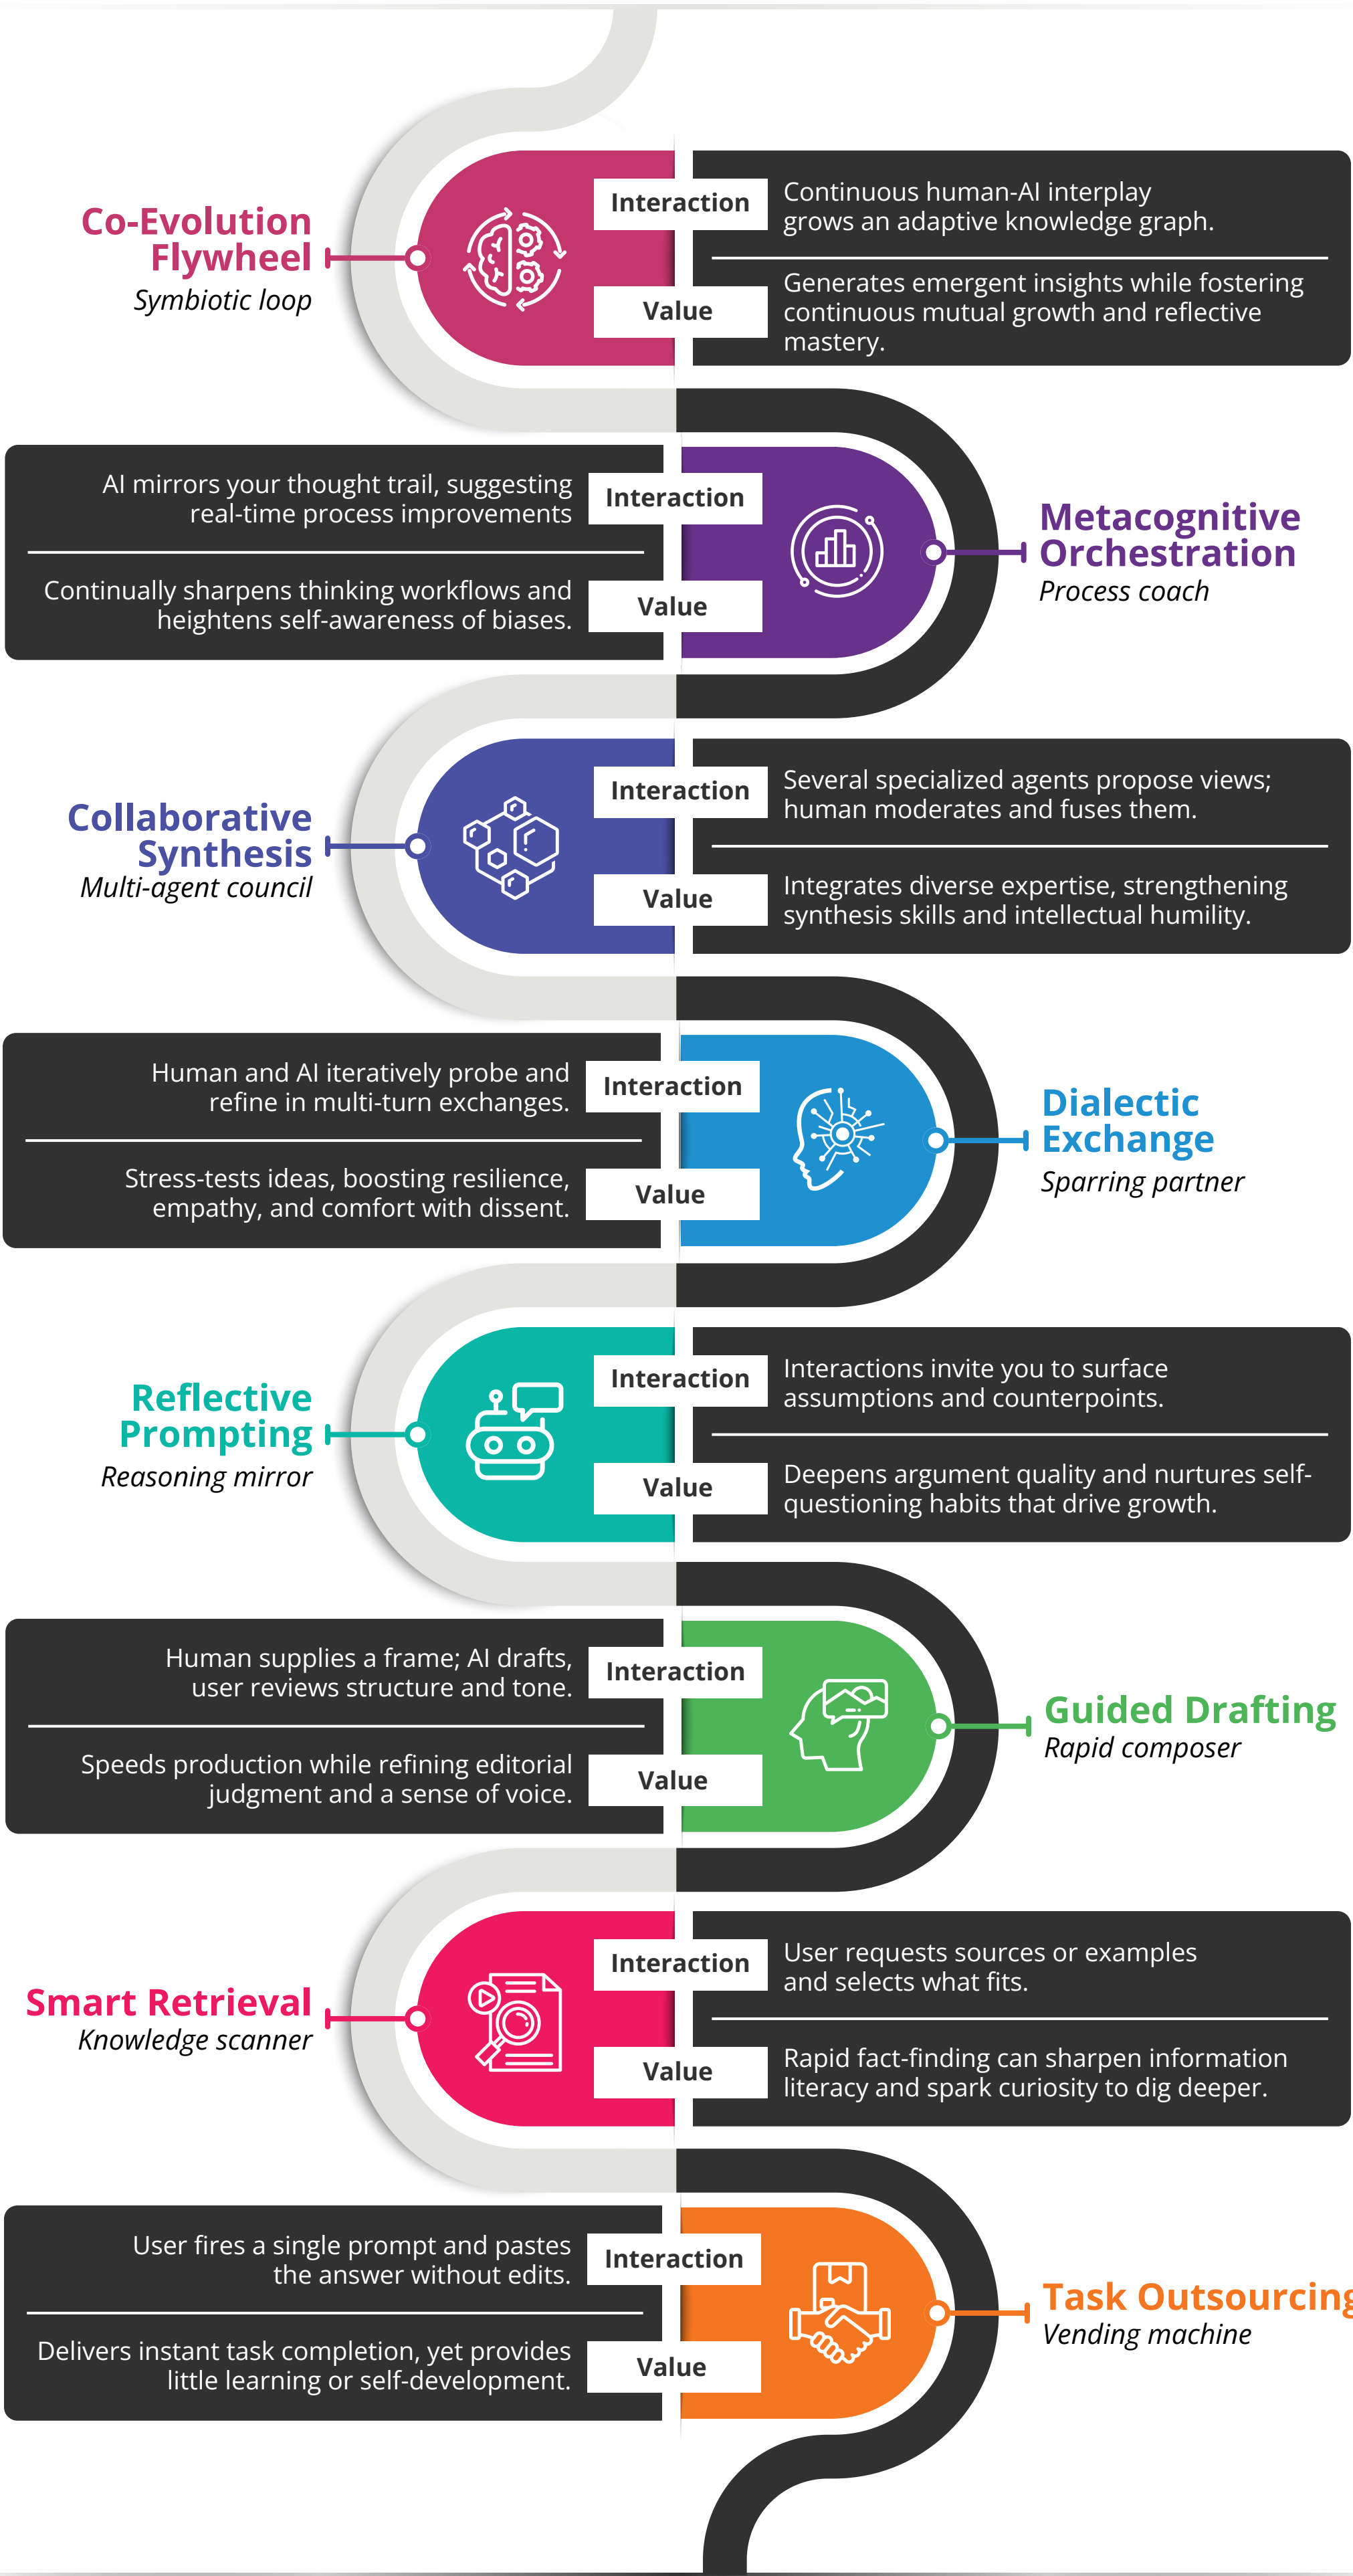 Co-Evolution
Flywheel
Symbiotic loop
Interaction
Continuous human-AI interplay
grows an adaptive knowledge graph.
Value
Generates emergent insights while fostering
continuous mutual growth and reflective
mastery.
Metacognitive
Orchestration
Process coach
Interaction
AI mirrors your thought trail, suggesting
real-time process improvements
Value
Continually sharpens thinking workflows and
heightens self-awareness of biases.
Collaborative
Synthesis
Multi-agent council
Interaction
Several specialized agents propose views;
human moderates and fuses them.
Value
Integrates diverse expertise, strengthening
synthesis skills and intellectual humility.
Dialectic
Exchange
Sparring partner
Interaction
Human and AI iteratively probe and
refine in multi-turn exchanges.
Value
Stress-tests ideas, boosting resilience,
empathy, and comfort with dissent.
Reflective
Prompting
Reasoning mirror
Interaction
Interactions invite you to surface
assumptions and counterpoints.
Value
Deepens argument quality and nurtures self-
questioning habits that drive growth.
Guided Drafting
Rapid composer
Interaction
Human supplies a frame; AI drafts,
user reviews structure and tone.
Value
Speeds production while refining editorial
judgment and a sense of voice.
Smart Retrieval
Knowledge scanner
Interaction
User requests sources or examples
and selects what fits.
Value
Rapid fact-finding can sharpen information
literacy and spark curiosity to dig deeper.
Task Outsourcing
Vending machine
Interaction
User fires a single prompt and pastes
the answer without edits.
Value
Delivers instant task completion, yet provides
little learning or self-development.